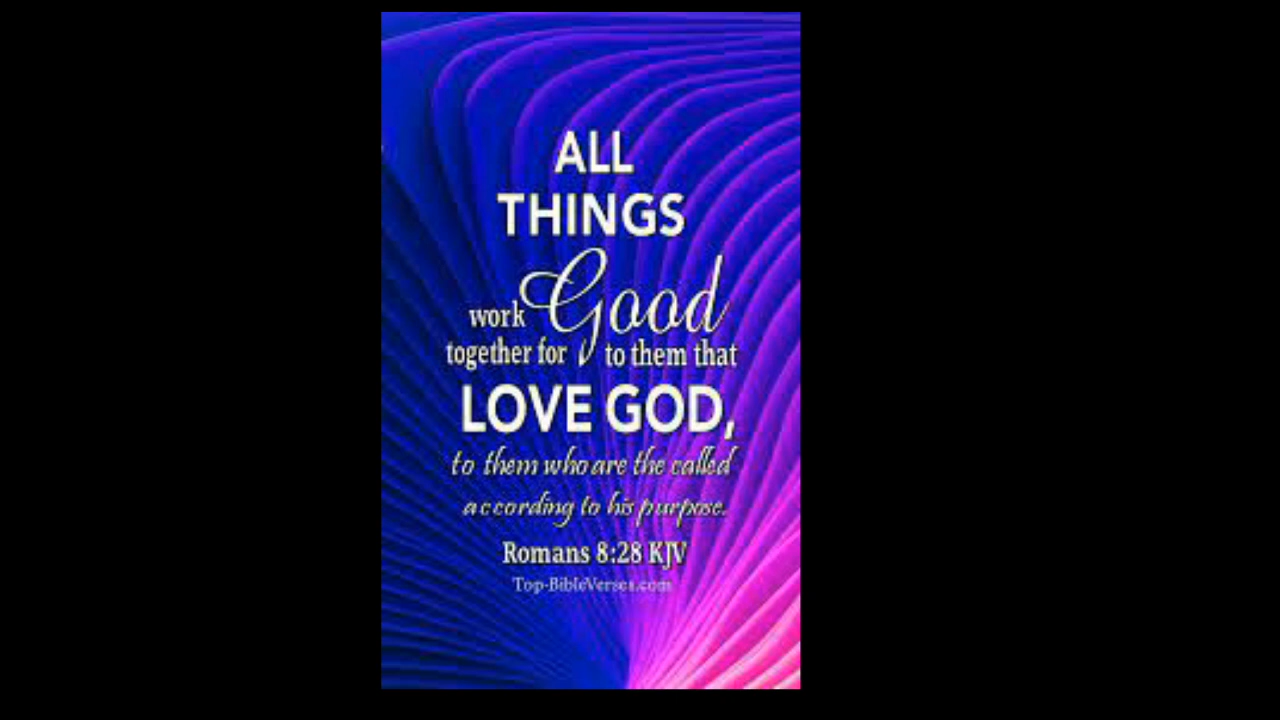 ALL
THINGS
work Good
together for to them that
LOVE GOD,
to them who are the called
according to his purpose.
Romans 8:28 KJV
Top-BibleVerses.com